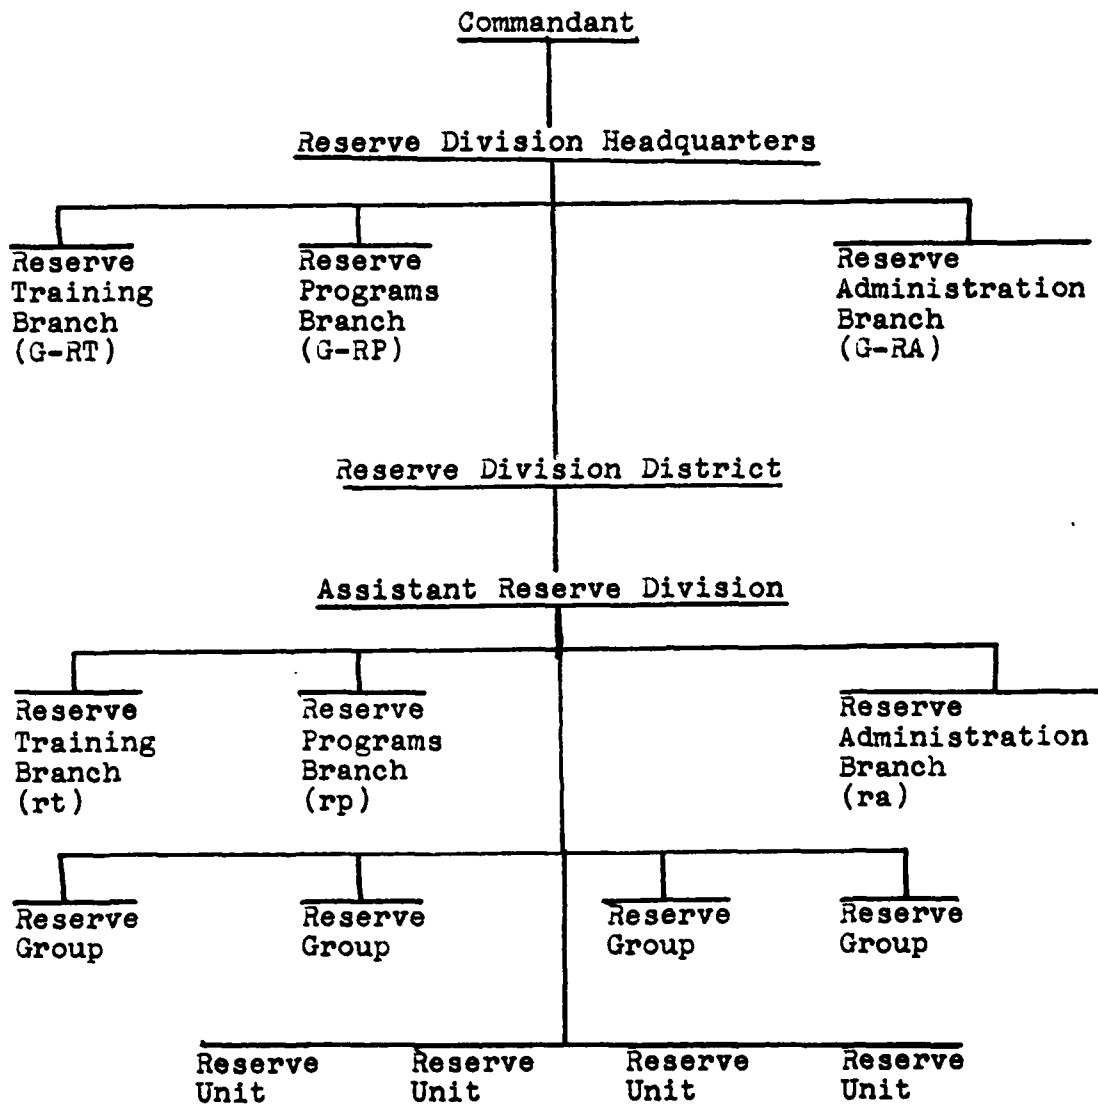 Commandant
Reserve Division Headquarters
Reserve
Training
Branch
(G-RT)
Reserve
Programs
Branch
(G-RP)
Reserve
Administration
Branch
(G-RA)
Reserve Division District
Assistant Reserve Division
Reserve
Training
Branch
(rt)
Reserve
Programs
Branch
(rp)
Reserve
Administration
Branch
(ra)
Reserve
Group
Reserve
Group
Reserve
Group
Reserve
Group
Reserve
Unit
Reserve
Unit
Reserve
Unit
Reserve
Unit